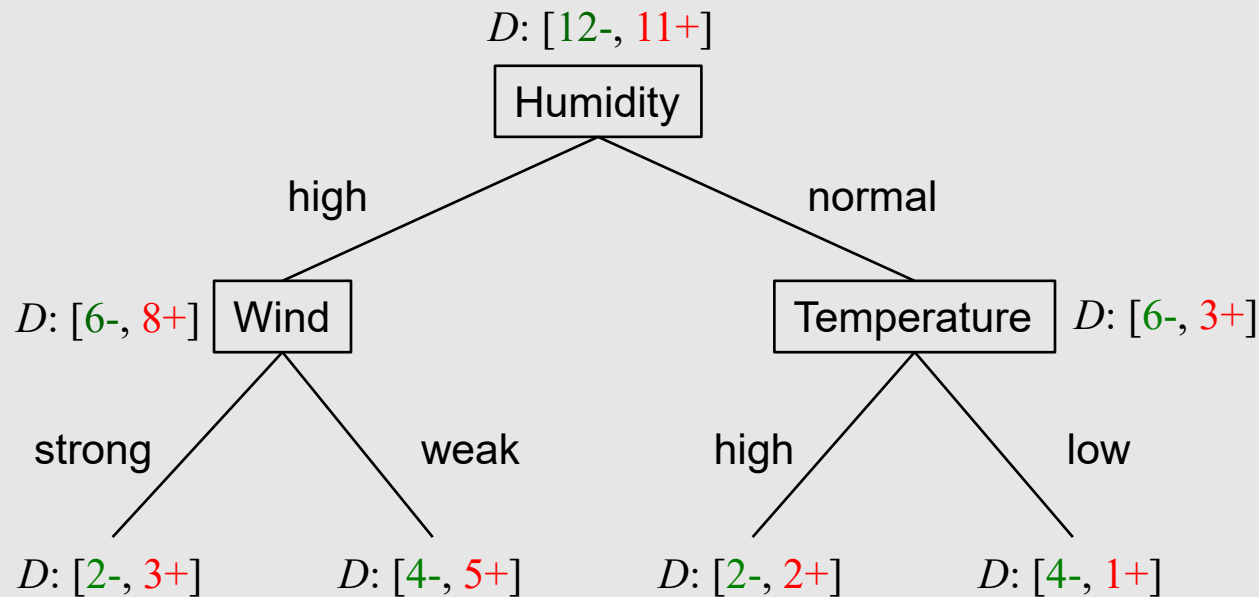 D: [12-, 11+]
Humidity
high
normal
D: [6-, 8+]
Wind
Temperature
D: [6-, 3+]
strong
weak
high
low
D: [2-, 3+]
D: [4-, 5+]
D: [2-, 2+]
D: [4-, 1+]